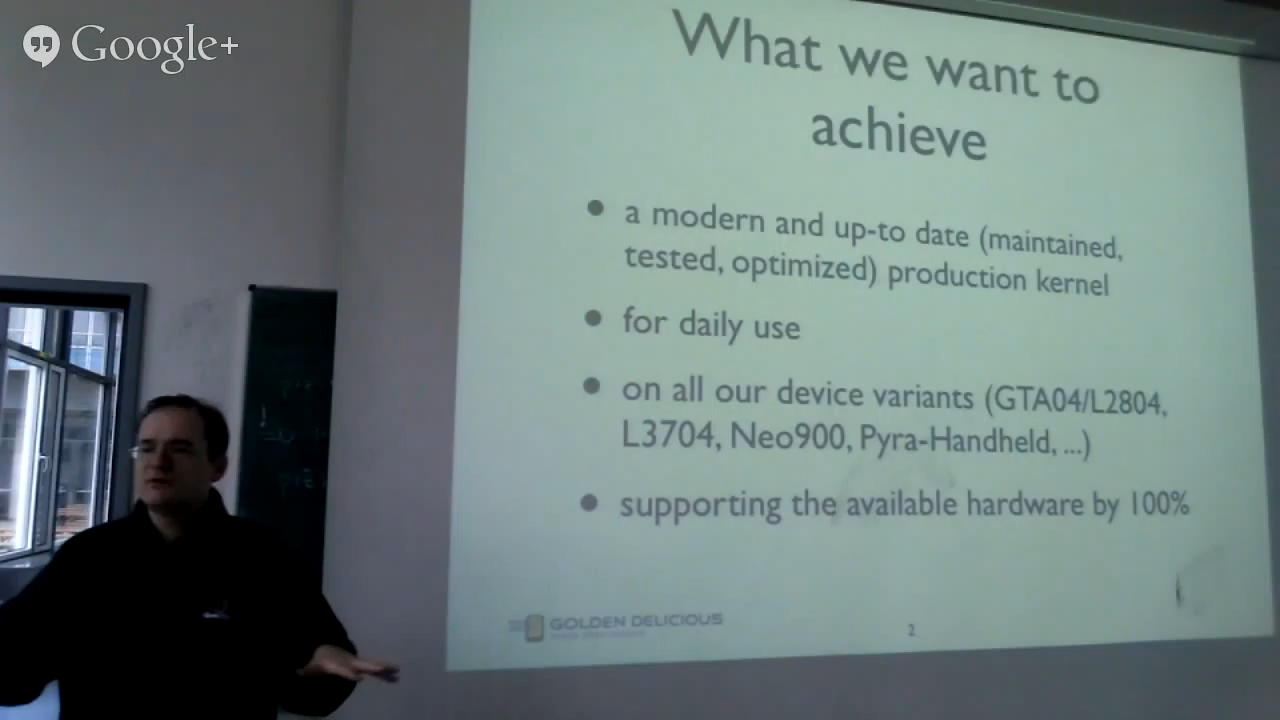 Google+
What we want to
achieve
• a modern and up-to date (maintained,
tested, optimized) production kernel
• for daily use
• on all our device variants (GTA04/L2804,
L3704, Neo900, Pyra-Handheld, ...)
• supporting the available hardware by 100%
GOLDEN DELICIOUS
2